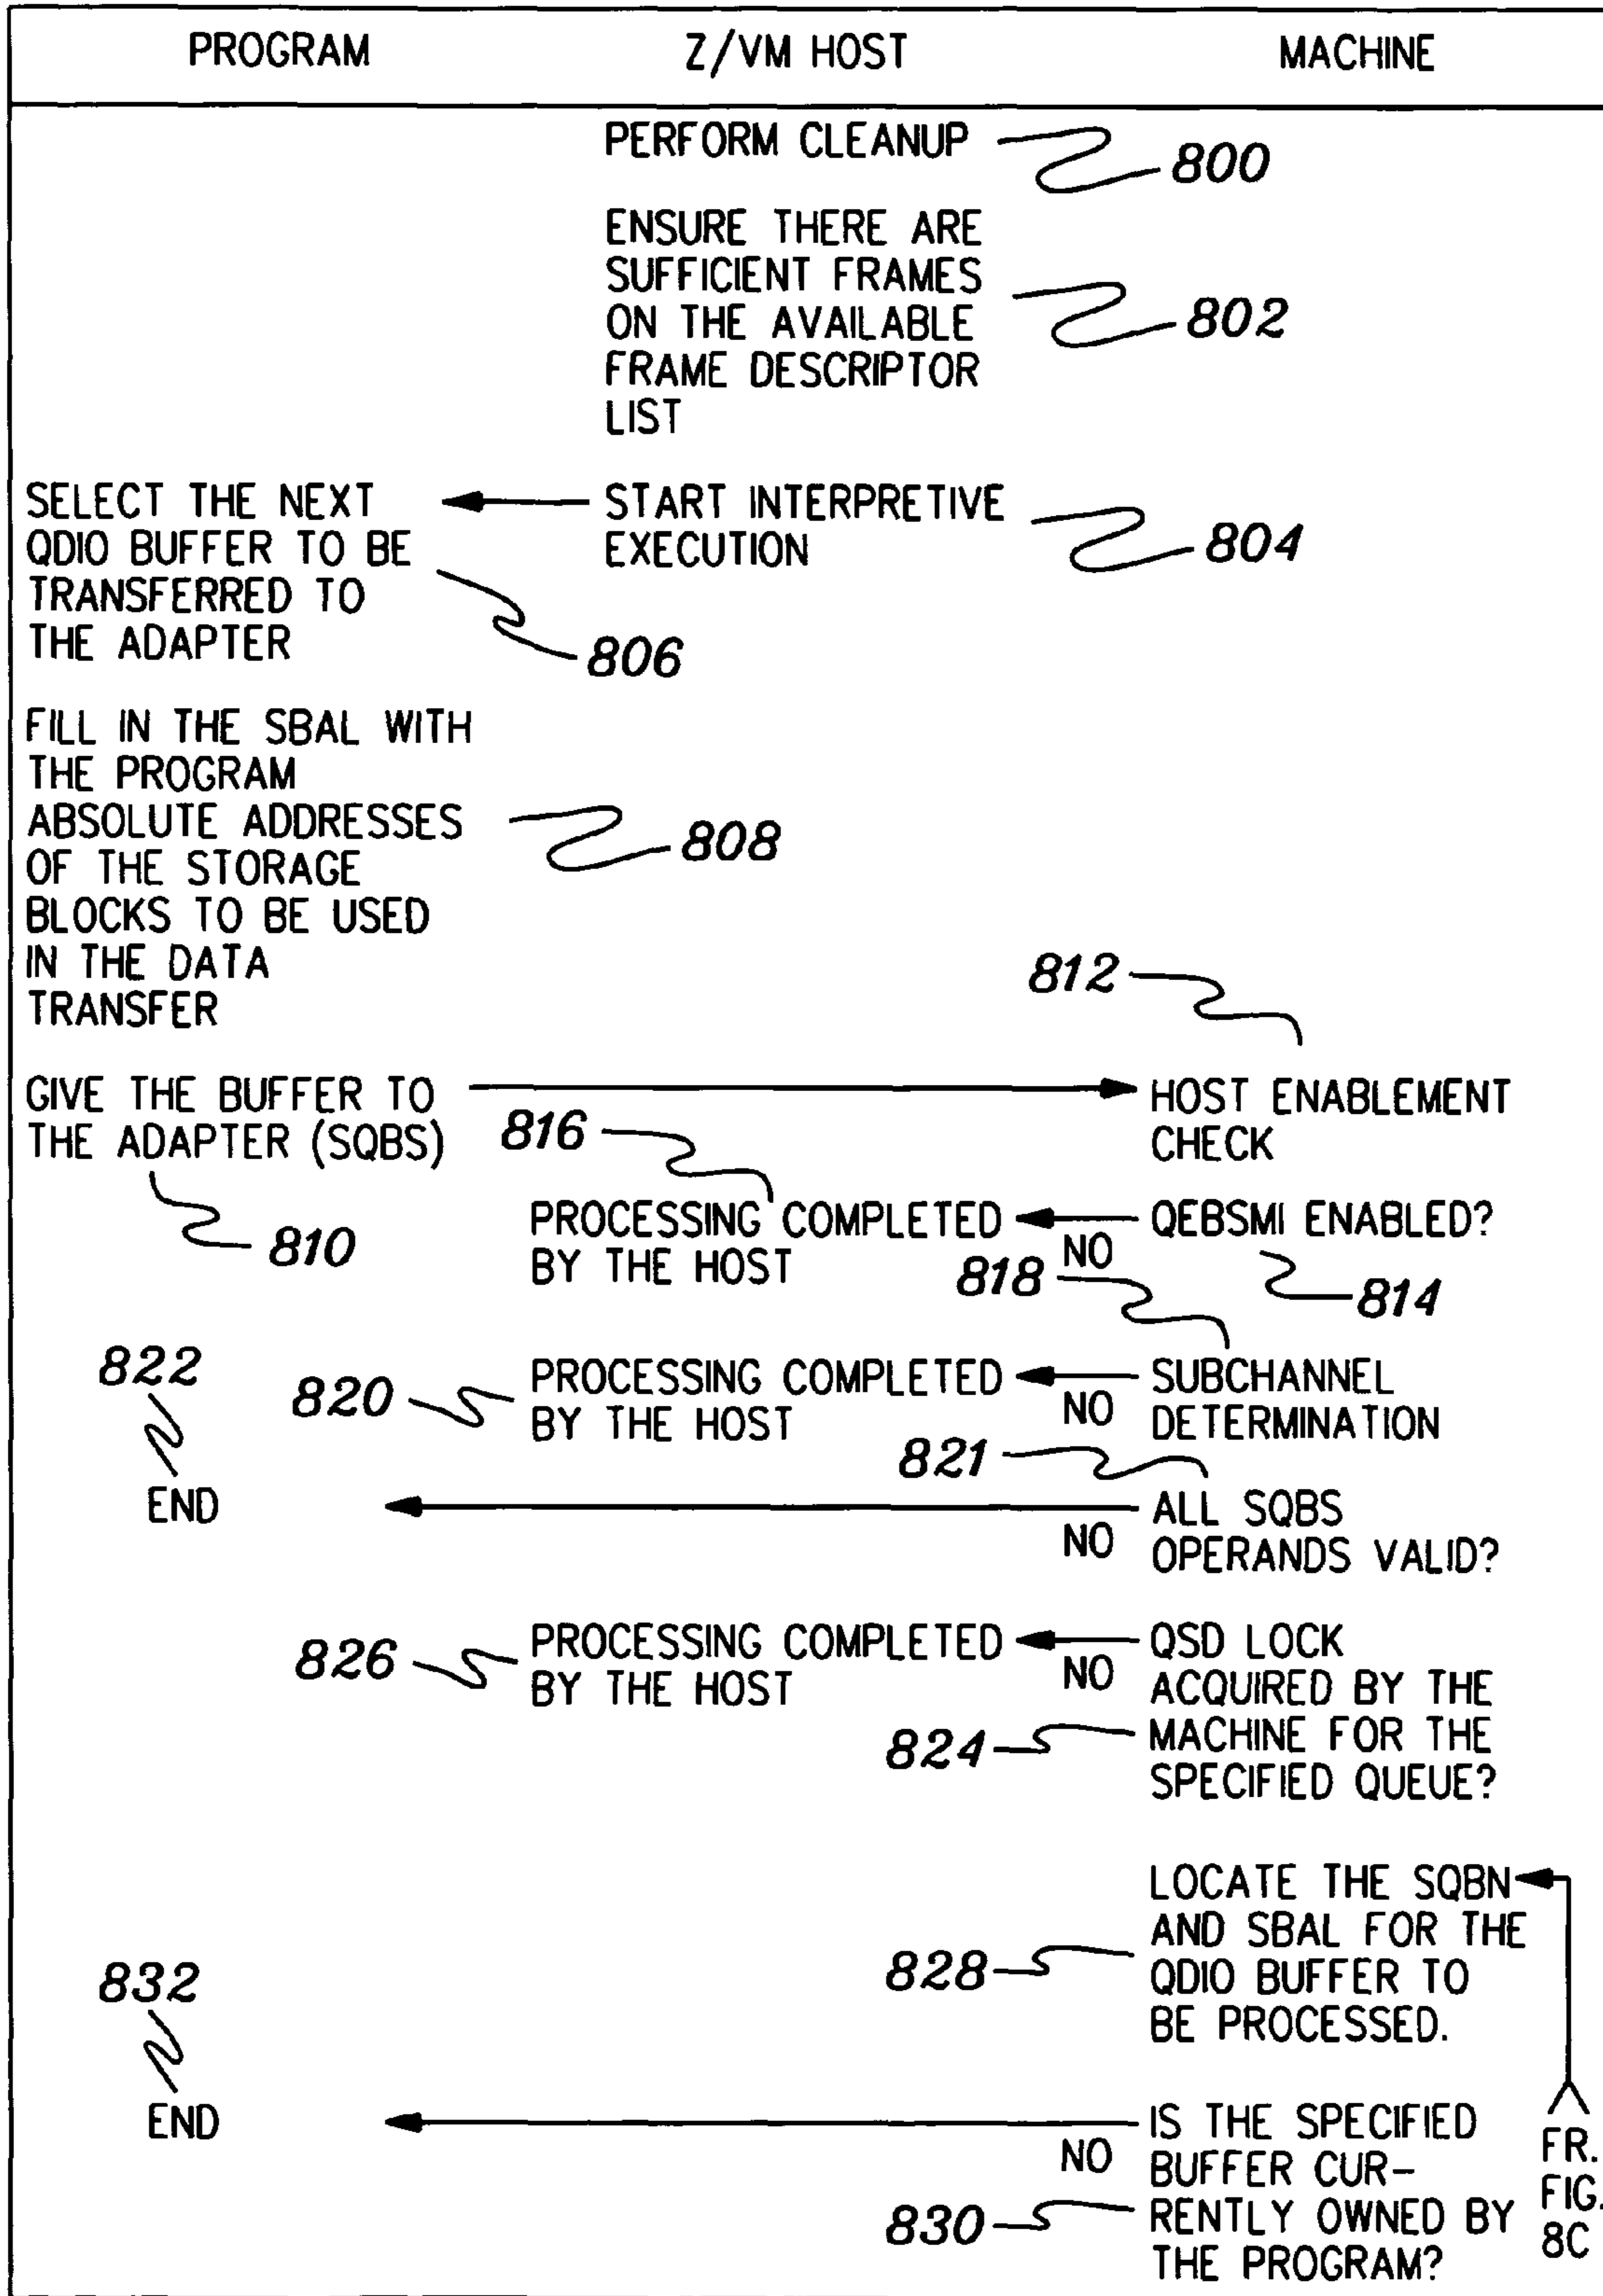 PROGRAM
Z/VM HOST
MACHINE
PERFORM CLEANUP
800
ENSURE THERE ARE
SUFFICIENT FRAMES
ON THE AVAILABLE
FRAME DESCRIPTOR
LIST
802
SELECT THE NEXT
QDIO BUFFER TO BE
TRANSFERRED TO
THE ADAPTER
START INTERPRETIVE
EXECUTION
804
806
FILL IN THE SBAL WITH
THE PROGRAM
ABSOLUTE ADDRESSES
OF THE STORAGE
BLOCKS TO BE USED
IN THE DATA
TRANSFER
808
812
GIVE THE BUFFER TO
THE ADAPTER (SQBS)
810
HOST ENABLEMENT
CHECK
816
PROCESSING COMPLETED
BY THE HOST
NO
QEBSMI ENABLED?
814
818
822
END
820
PROCESSING COMPLETED
BY THE HOST
NO
SUBCHANNEL
DETERMINATION
821
NO
ALL SQBS
OPERANDS VALID?
826
PROCESSING COMPLETED
BY THE HOST
NO
QSD LOCK
ACQUIRED BY THE
MACHINE FOR THE
SPECIFIED QUEUE?
824
LOCATE THE SQBN
AND SBAL FOR THE
QDIO BUFFER TO
BE PROCESSED.
828
832
END
NO
IS THE SPECIFIED
BUFFER CUR-
RENTLY OWNED BY
THE PROGRAM?
830
FR.
FIG.
8C